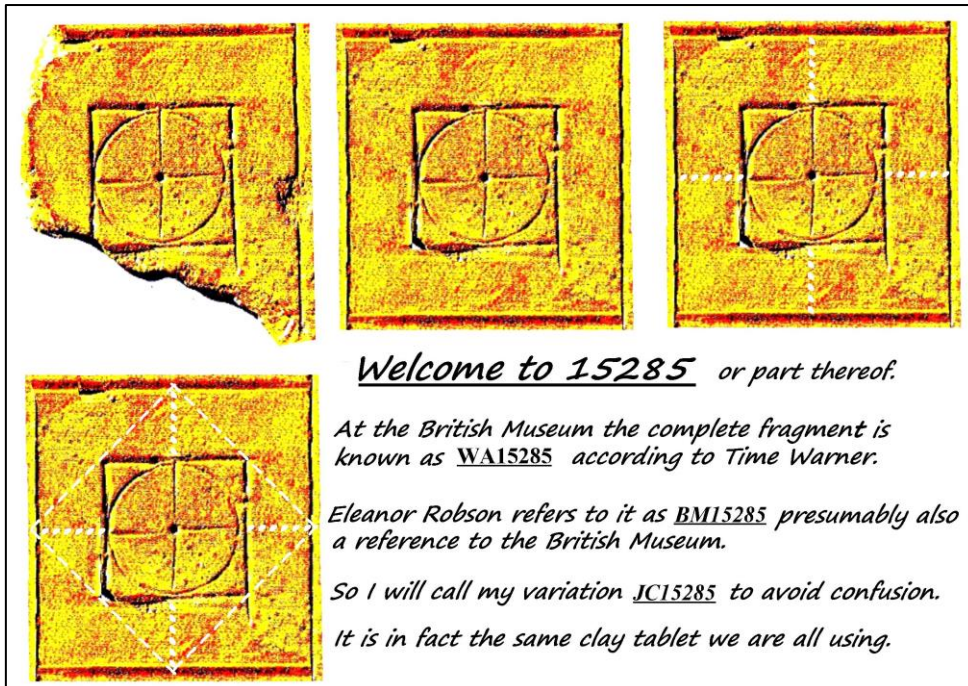 Welcome to 15285 or part thereof.
At the British Museum the complete fragment is
known as WA15285 according to Time Warner.
Eleanor Robson refers to it as BM15285 presumably also
a reference to the British Museum.
So I will call my variation JC15285 to avoid confusion.
It is in fact the same clay tablet we are all using.